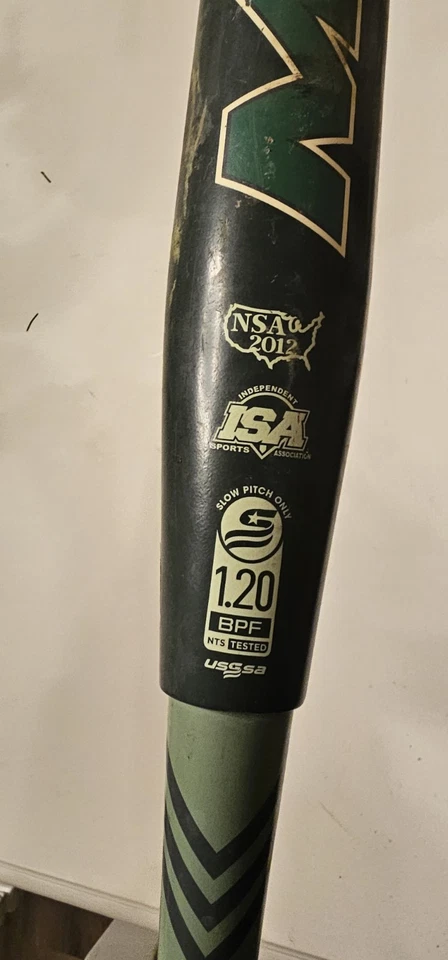 NSA
2012
INDEPENDENT
ISA
SPORTS ASSOCIATION
SLOW PITCH ONLY
1.20
BPF
NTS TESTED
usssa